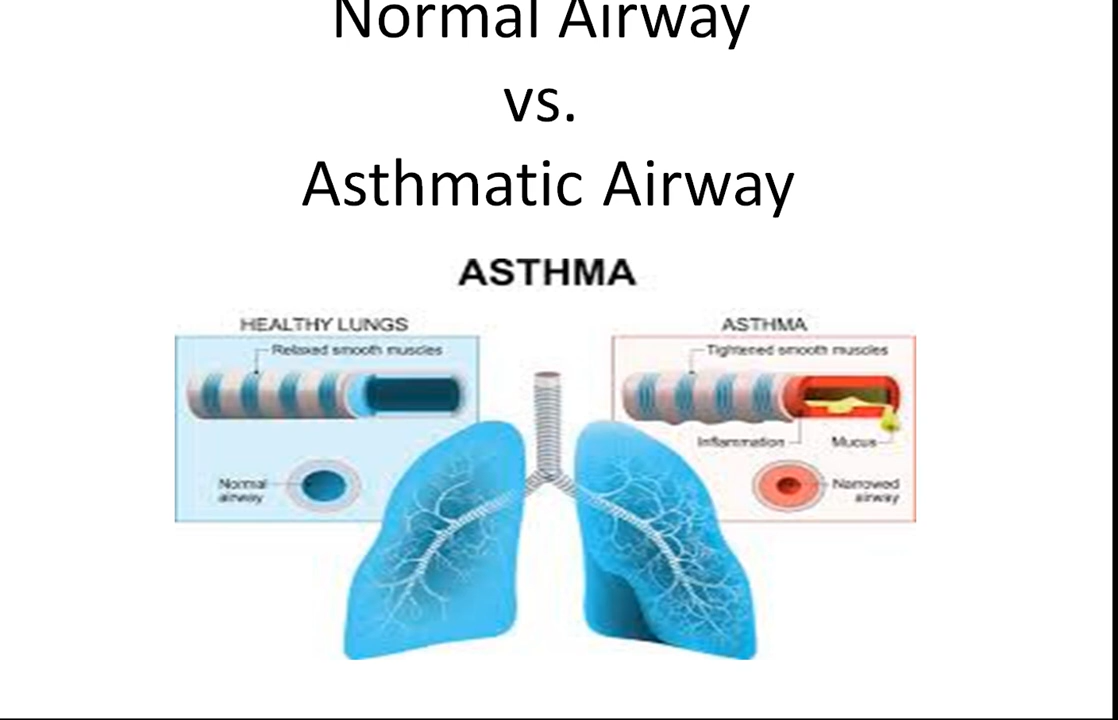 Normal Airway
vs.
Asthmatic Airway
ASTHMA
HEALTHY LUNGS
Relaxed smooth muscles
Normal
airway
ASTHMA
Tightened smooth muscles
Inflammation
Mucus
Narrowed
airway